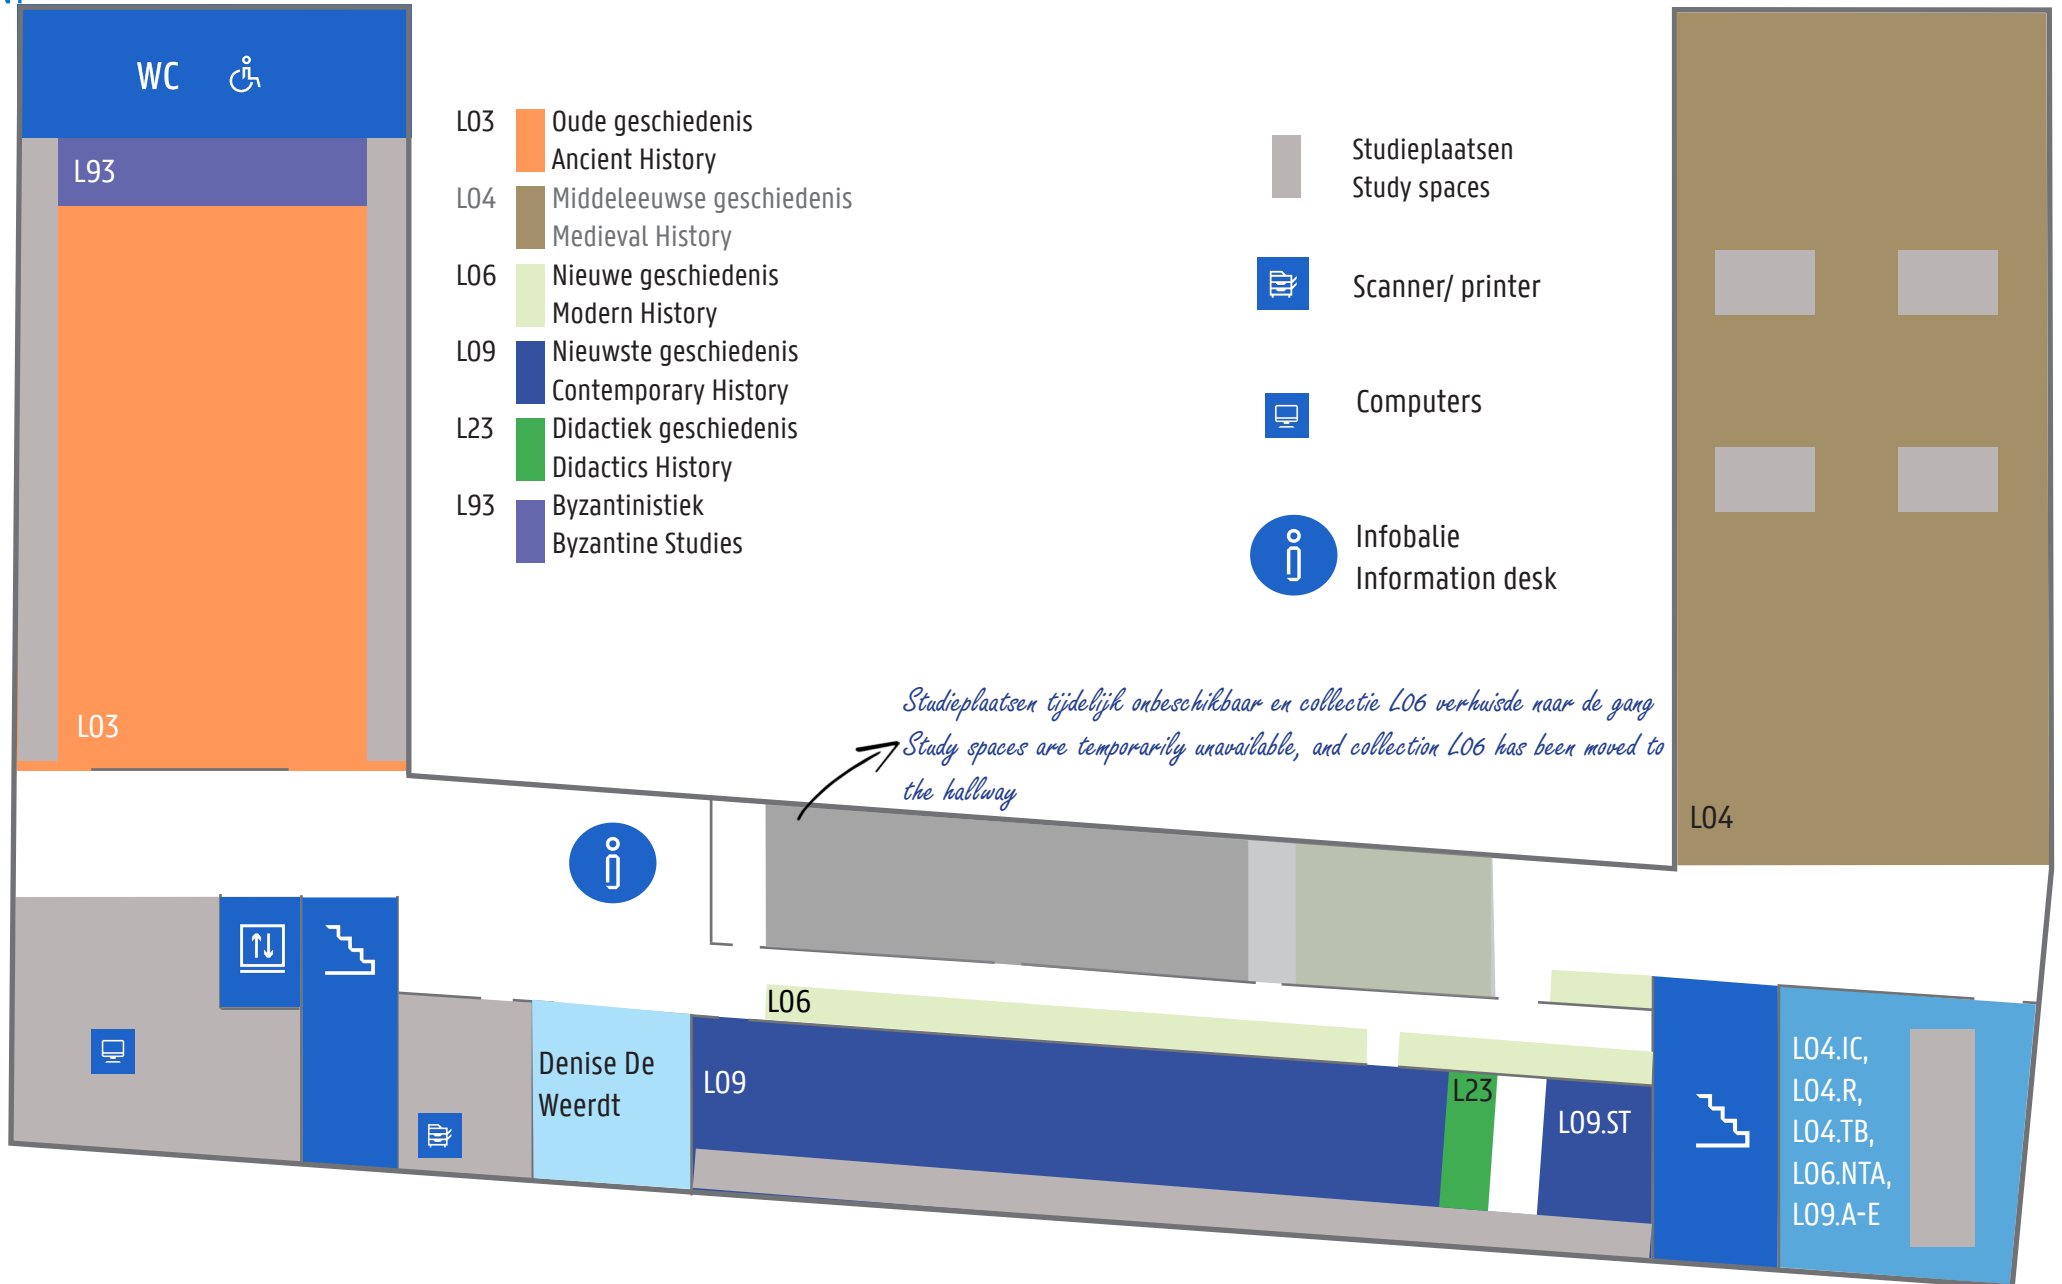 WC
L93
L03
L03 Oude geschiedenis
Ancient History
L04 Middeleeuwse geschiedenis
Medieval History
L06 Nieuwe geschiedenis
Modern History
L09 Nieuwste geschiedenis
Contemporary History
L23 Didactiek geschiedenis
Didactics History
L93 Byzantinistiek
Byzantine Studies
Studieplaatsen
Study spaces
Scanner/ printer
Computers
Infobalie
Information desk
Studieplaatsen tijdelijk onbeschikbaar en collectie L06 verhuisde naar de gang
Study spaces are temporarily unavailable, and collection L06 has been moved to
the hallway
L04
L06
Denise De
Weerdt
L09
L23
L09.ST
L04.IC,
L04.R,
L04.TB,
L06.NTA,
L09.A-E